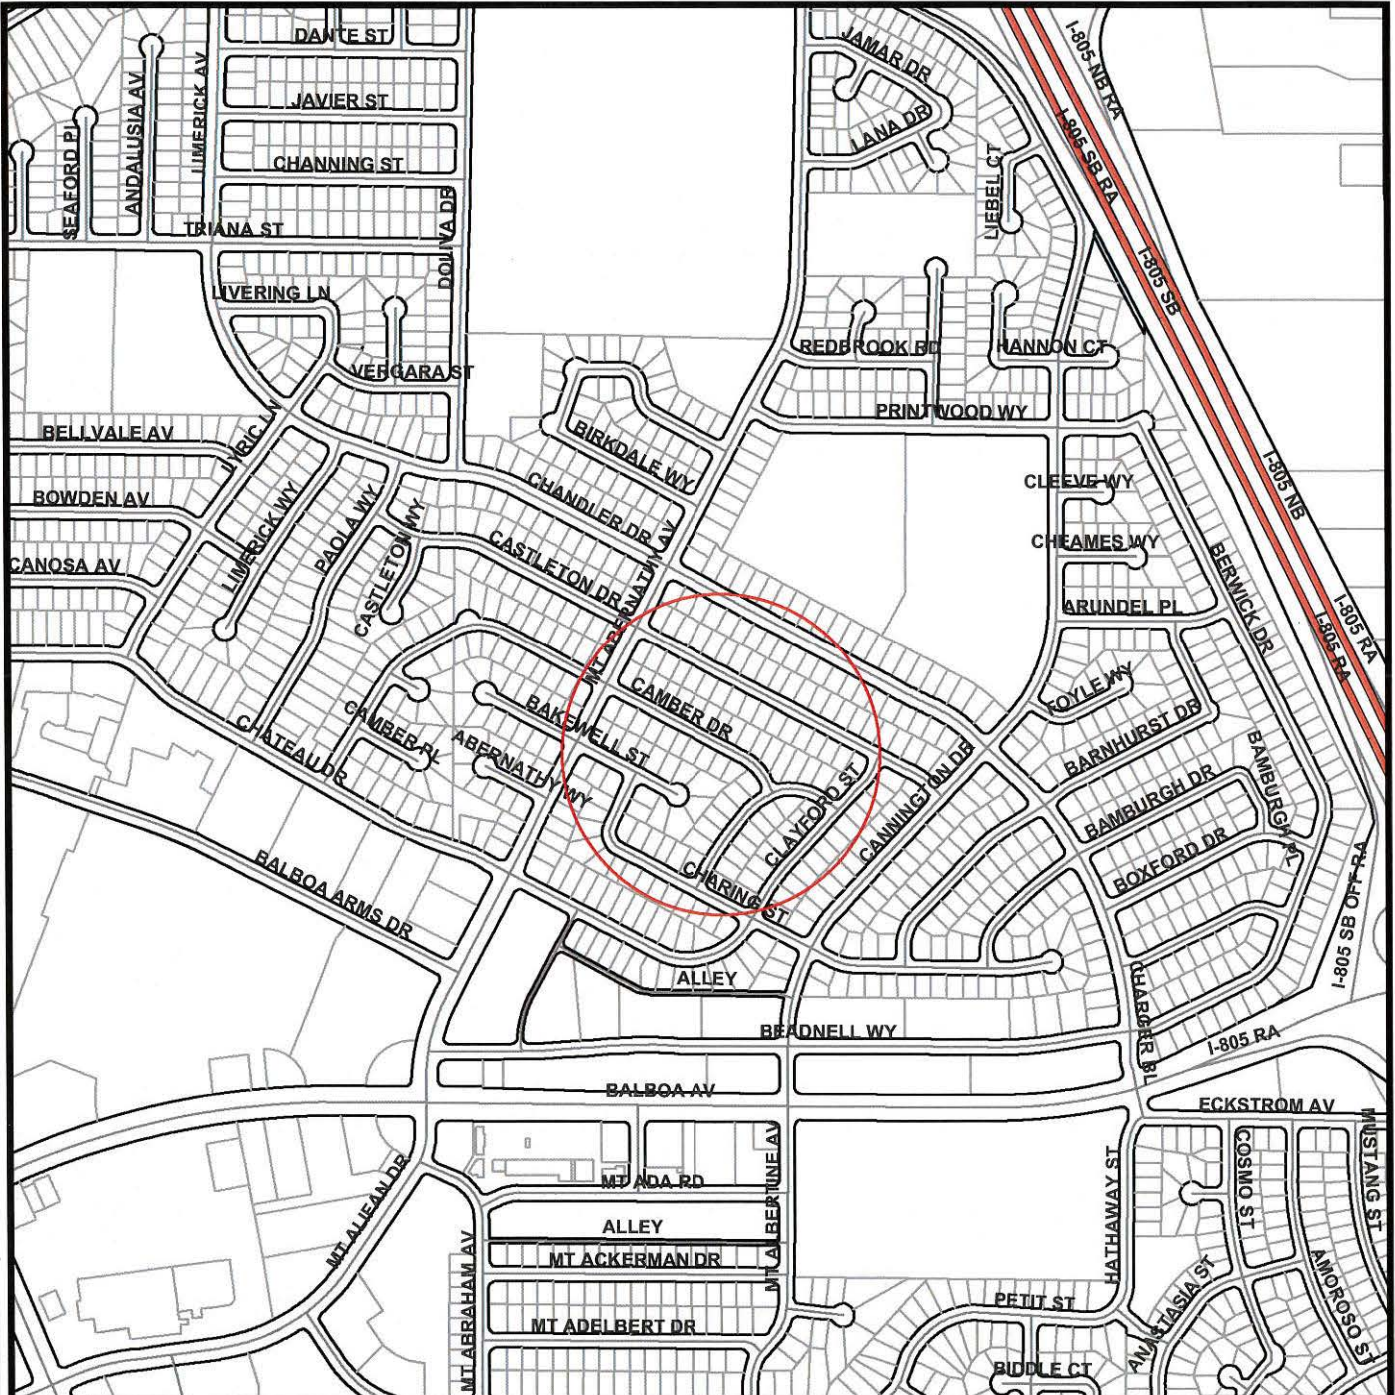 DANTE ST
JAMAR DR
I-805 NB RA
JAVIER ST
LIMERICK AV
ANDALUSIA AV
SEAFORD PL
LANA DR
I-805 SB RA
CHANNING ST
LIEBEL CT
TRIANA ST
DOLIVA DR
I-805 SB
LIVERING LN
REDBROOK RD
HANNON CT
VERGARA ST
PRINTWOOD WY
BELLVALE AV
LYRIC LN
BIRKDALE WY
CLEEVE WY
I-805 NB
BOWDEN AV
CHANDLER DR
LIMERICK WY
PAOLA WY
CASTLETON WY
CHEAMES WY
CANOSA AV
CASTLETON DR
MT ABERNATHY AV
BERWICK DR
ARUNDEL PL
I-805 RA
I-805 RA
FOYLE WY
CAMBER DR
BAKEWELL ST
CAMBER PL
CHATEAU DR
ABERNATHY WY
BARNHURST DR
BAMBURGH PL
BAMBURGH DR
CLAYFORD ST
CANNINGTON DR
BOXFORD DR
BALBOA ARMS DR
CHARING ST
I-805 SB OFF RA
ALLEY
CHARGER BL
BEADNELL WY
I-805 RA
BALBOA AV
ECKSTROM AV
MUSTANG ST
COSMO ST
MT ALIFAN DR
MT ADA RD
MT ALBERTINE AV
HATHAWAY ST
ALLEY
MT ACKERMAN DR
MT ABRAHAM AV
ANASTASIA ST
AMOROSO ST
PETIT ST
MT ADELBERT DR
BIDDLE CT